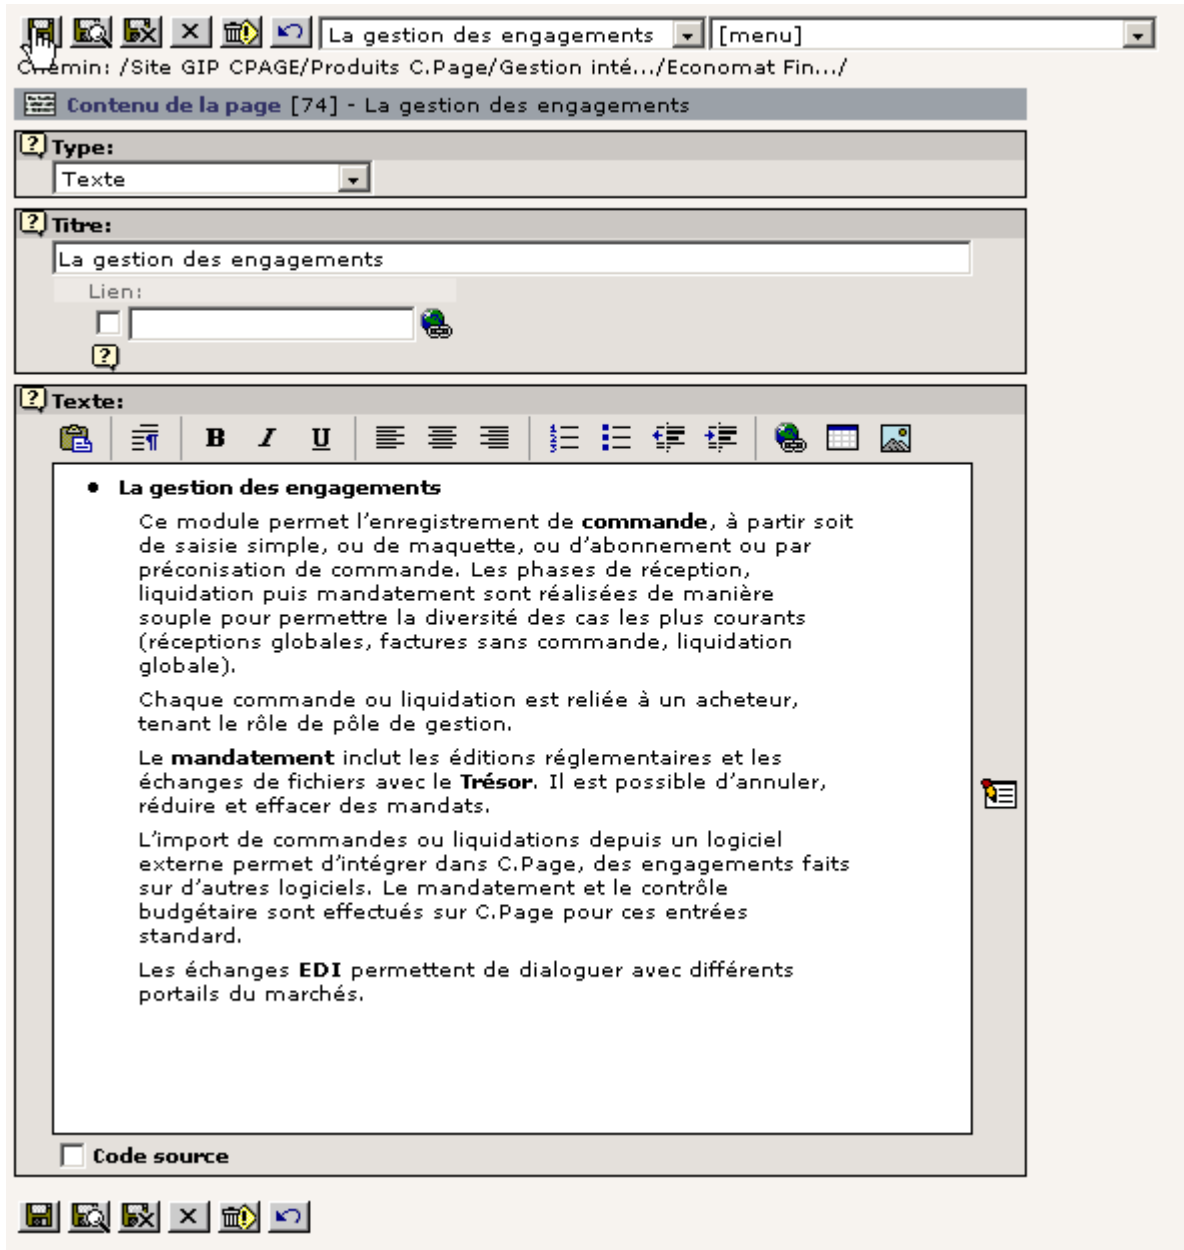 La gestion des engagements [menu]
Chemin: /Site GIP CPAGE/Produits C.Page/Gestion inté.../Economat Fin.../
Contenu de la page [74] - La gestion des engagements
Type:
Texte
Titre:
La gestion des engagements
Lien:
Texte:
B I U
• La gestion des engagements
Ce module permet l'enregistrement de commande, à partir soit
de saisie simple, ou de maquette, ou d'abonnement ou par
préconisation de commande. Les phases de réception,
liquidation puis mandatement sont réalisées de manière
souple pour permettre la diversité des cas les plus courants
(réceptions globales, factures sans commande, liquidation
globale).
Chaque commande ou liquidation est reliée à un acheteur,
tenant le rôle de pôle de gestion.
Le mandatement inclut les éditions réglementaires et les
échanges de fichiers avec le Trésor. Il est possible d'annuler,
réduire et effacer des mandats.
L'import de commandes ou liquidations depuis un logiciel
externe permet d'intégrer dans C.Page, des engagements faits
sur d'autres logiciels. Le mandatement et le contrôle
budgétaire sont effectués sur C.Page pour ces entrées
standard.
Les échanges EDI permettent de dialoguer avec différents
portails du marchés.
Code source